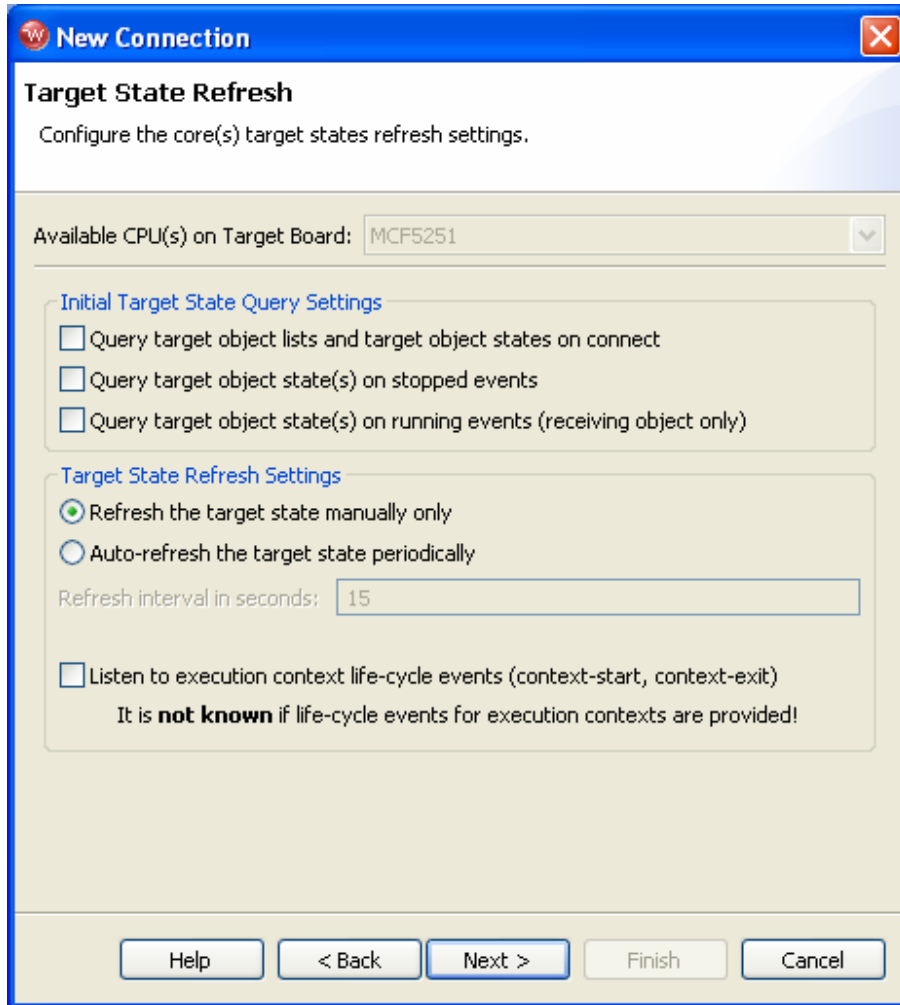 New Connection
Target State Refresh
Configure the core(s) target states refresh settings.
Available CPU(s) on Target Board: MCF5251
Initial Target State Query Settings
Query target object lists and target object states on connect
Query target object state(s) on stopped events
Query target object state(s) on running events (receiving object only)
Target State Refresh Settings
Refresh the target state manually only
Auto-refresh the target state periodically
Refresh interval in seconds: 15
Listen to execution context life-cycle events (context-start, context-exit)
It is not known if life-cycle events for execution contexts are provided!
Help < Back Next > Finish Cancel